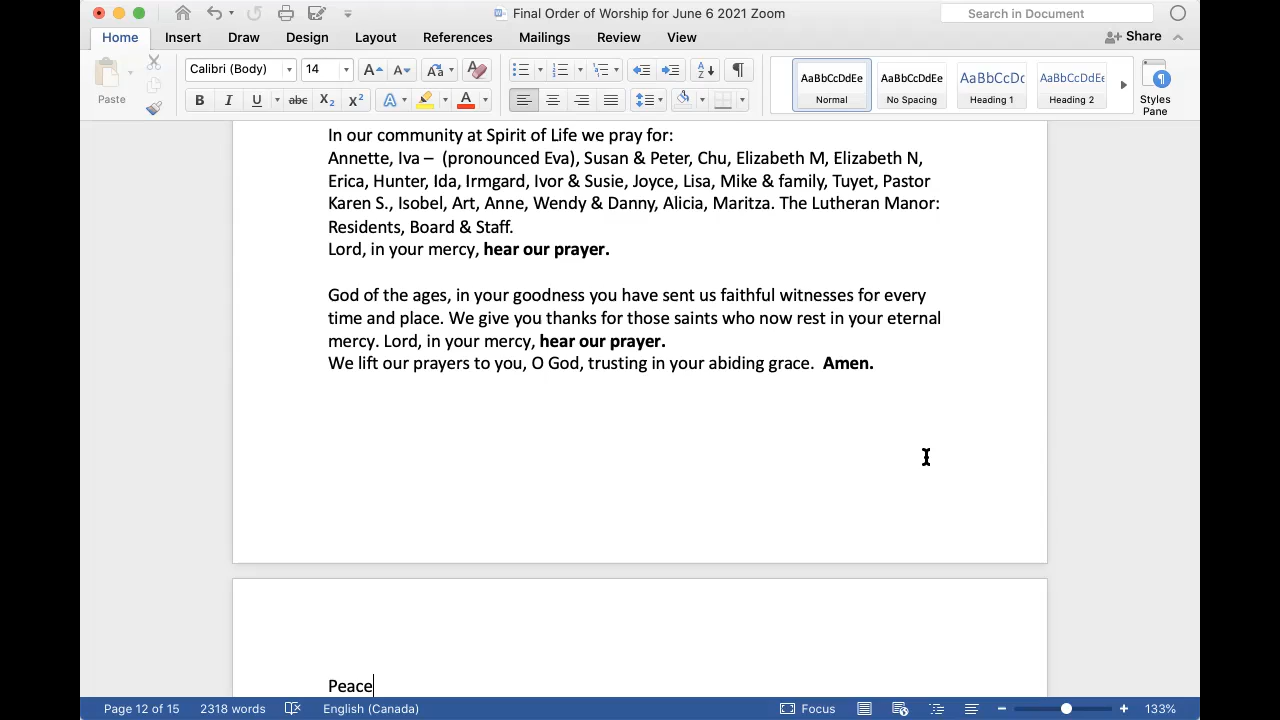 Final Order of Worship for June 6 2021 Zoom
Search in Document
Home Insert Draw Design Layout References Mailings Review View Share
Paste
Calibri (Body) 14
B I U abc X₂ X² A A
AaBbCcDdEe AaBbCcDdEe AaBbCcDc AaBbCcDdEe
Normal No Spacing Heading 1 Heading 2
Styles
Pane
In our community at Spirit of Life we pray for:
Annette, Iva – (pronounced Eva), Susan & Peter, Chu, Elizabeth M, Elizabeth N,
Erica, Hunter, Ida, Irmgard, Ivor & Susie, Joyce, Lisa, Mike & family, Tuyet, Pastor
Karen S., Isobel, Art, Anne, Wendy & Danny, Alicia, Maritza. The Lutheran Manor:
Residents, Board & Staff.
Lord, in your mercy, hear our prayer.
God of the ages, in your goodness you have sent us faithful witnesses for every
time and place. We give you thanks for those saints who now rest in your eternal
mercy. Lord, in your mercy, hear our prayer.
We lift our prayers to you, O God, trusting in your abiding grace. Amen.
Peace
Page 12 of 15 2318 words English (Canada) Focus 133%